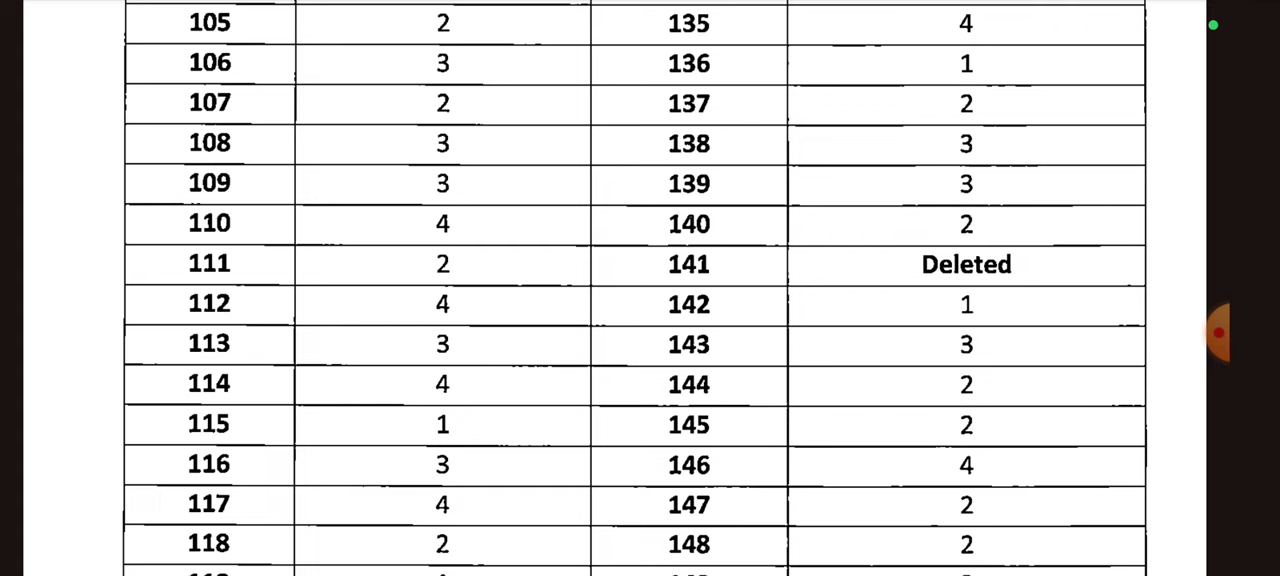 105 2 135 4
106 3 136 1
107 2 137 2
108 3 138 3
109 3 139 3
110 4 140 2
111 2 141 Deleted
112 4 142 1
113 3 143 3
114 4 144 2
115 1 145 2
116 3 146 4
117 4 147 2
118 2 148 2